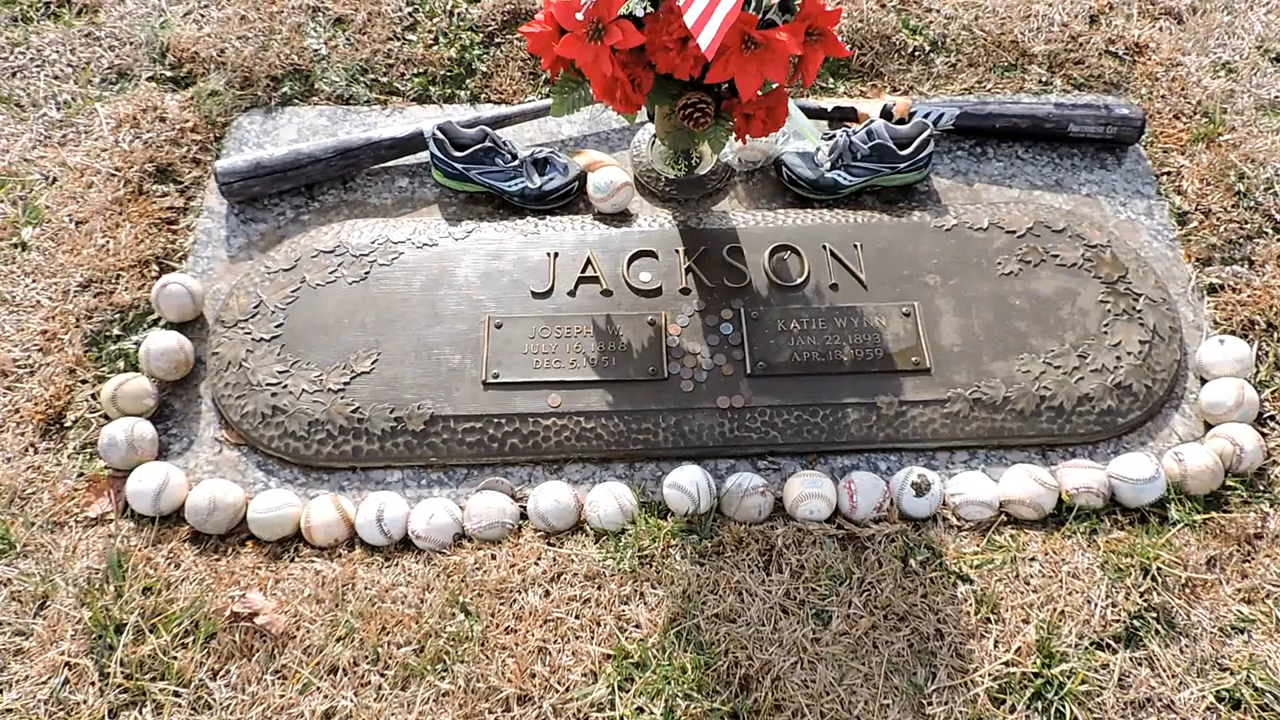 JACKSON
JOSEPH W.
JULY 16, 1888
DEC. 5, 1951
KATIE WYNN
JAN. 22, 1893
APR. 18, 1959